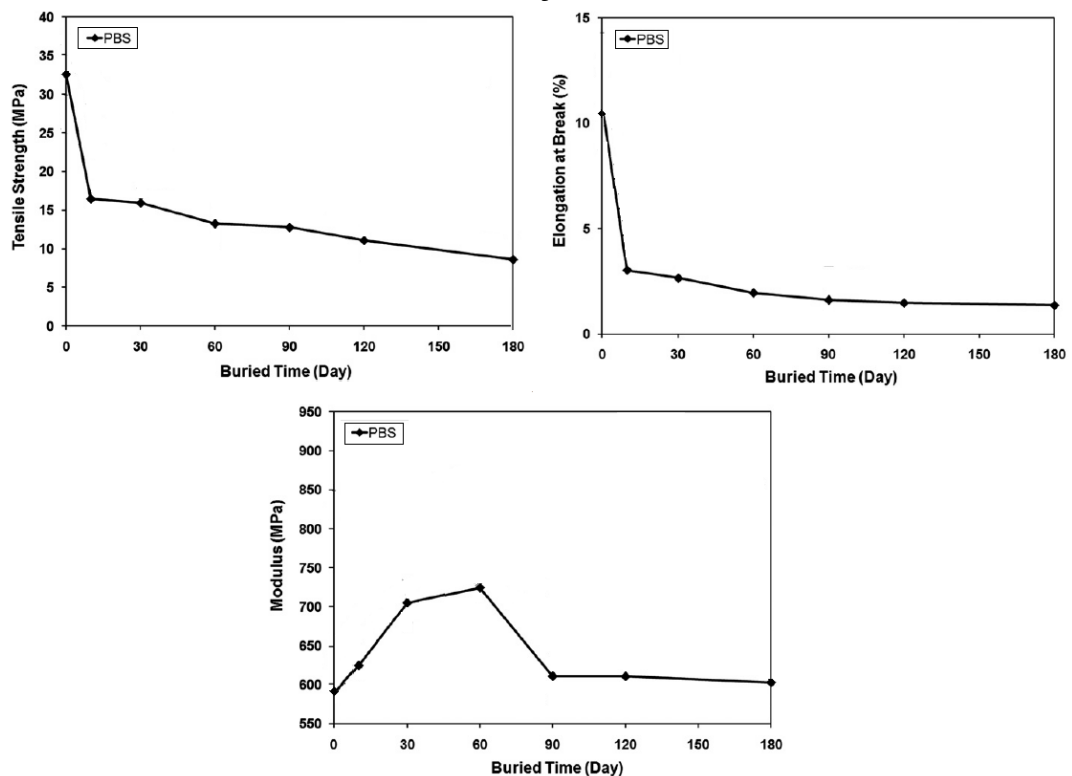 PBS
40
35
30
25
20
15
10
5
0
Tensile Strength (MPa)
0 30 60 90 120 150 180
Buried Time (Day)
PBS
15
10
5
0
Elongation at Break (%)
0 30 60 90 120 150 180
Buried Time (Day)
PBS
950
900
850
800
750
700
650
600
550
Modulus (MPa)
0 30 60 90 120 150 180
Buried Time (Day)